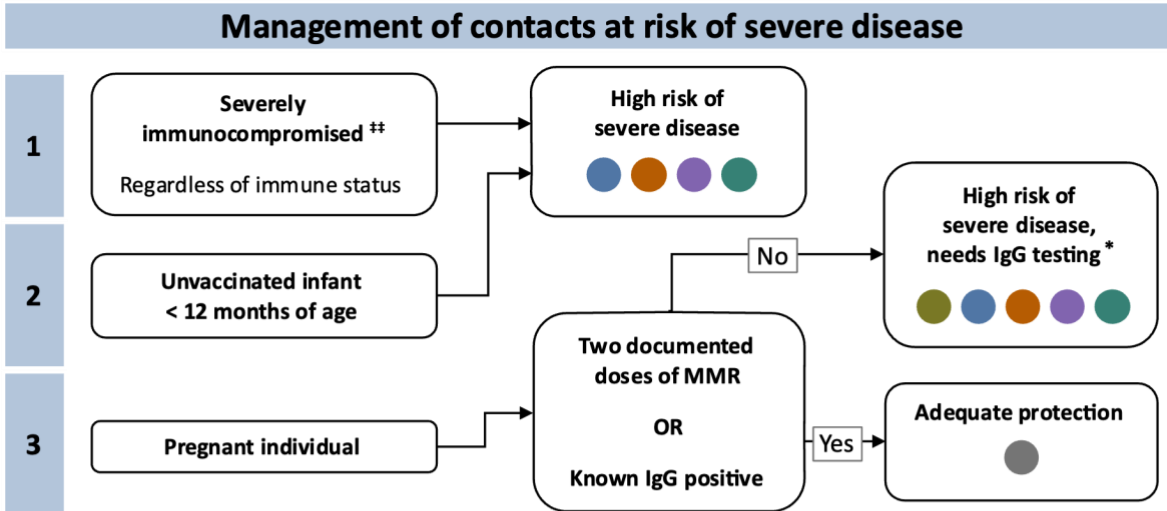 Management of contacts at risk of severe disease
1
Severely
immunocompromised ‡‡
Regardless of immune status
High risk of
severe disease
2
Unvaccinated infant
< 12 months of age
No
High risk of
severe disease,
needs IgG testing *
3
Pregnant individual
Two documented
doses of MMR
OR
Known IgG positive
Yes
Adequate protection